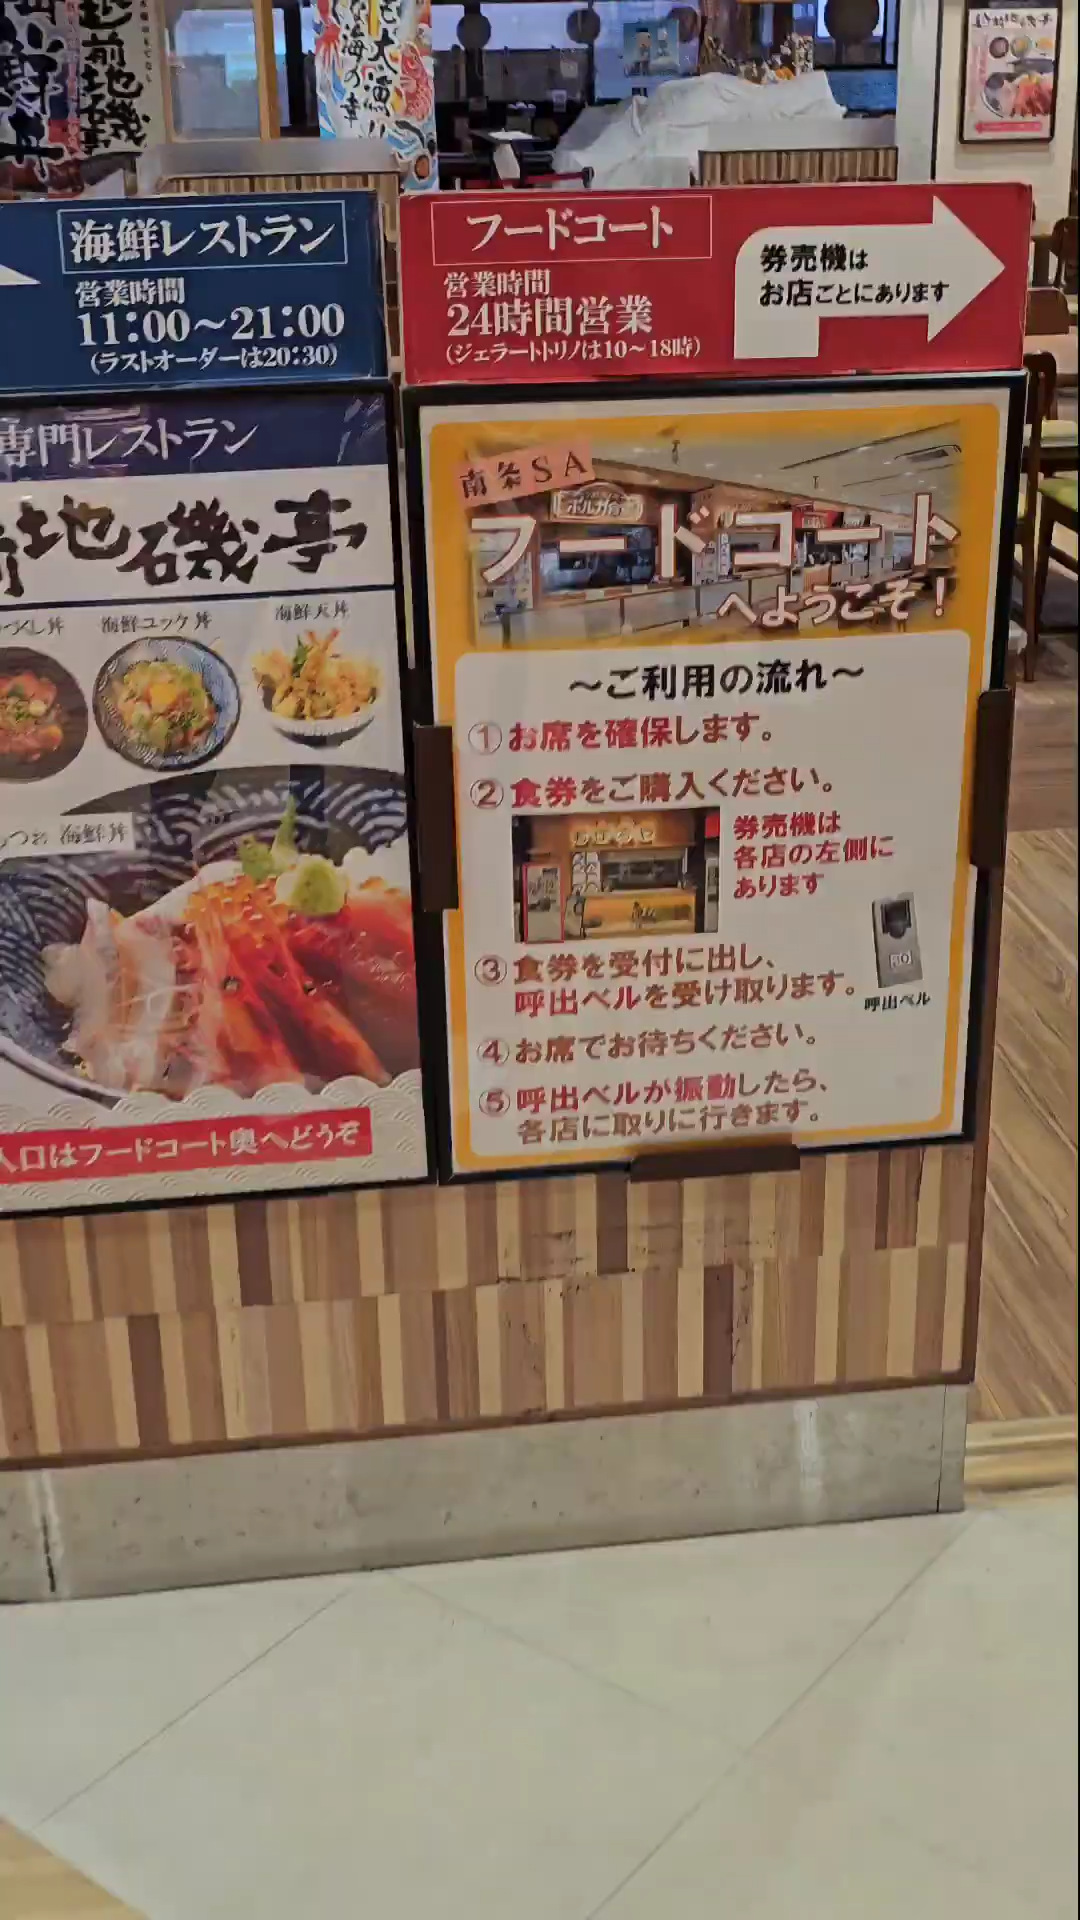 海鮮レストラン
営業時間
11:00～21:00
(ラストオーダーは20:30)
専門レストラン
地磯亭
づくし丼
海鮮ユッケ丼
海鮮天丼
海鮮丼
入口はフードコート奥へどうぞ
フードコート
営業時間
24時間営業
(ジェラートトリノは10～18時)
券売機は
お店ごとにあります
南条SA
フードコート
へようこそ!
～ご利用の流れ～
①お席を確保します。
②食券をご購入ください。
券売機は
各店の左側に
あります
③食券を受付に出し、
呼出ベルを受け取ります。
呼出ベル
④お席でお待ちください。
⑤呼出ベルが振動したら、
各店に取りに行きます。